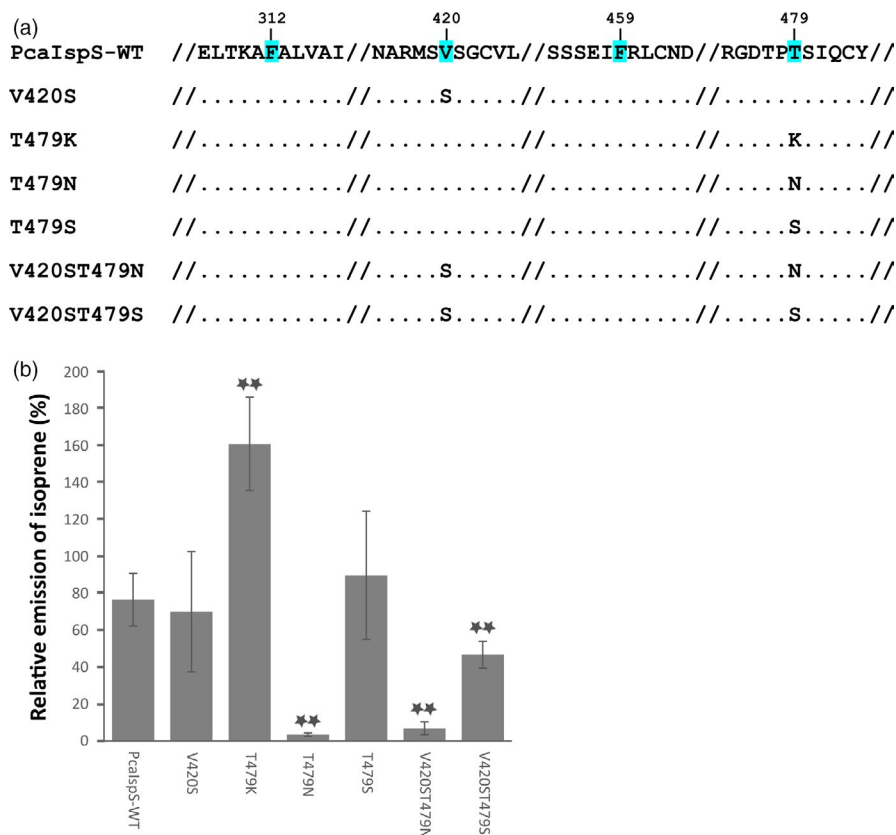 (a)
312 420 459 479
PcaIspS-WT //ELTKAFALVAI//NARMSVSGCVL//SSSEIFRLCND//RGDTPTSIQCY//
V420S //...........//.....S.....//...........//...........//
T479K //...........//...........//...........//.....K.....//
T479N //...........//...........//...........//.....N.....//
T479S //...........//...........//...........//.....S.....//
V420ST479N //...........//.....S.....//...........//.....N.....//
V420ST479S //...........//.....S.....//...........//.....S.....//
(b)
Relative emission of isoprene (%)
200
180
160
140
120
100
80
60
40
20
0
PcaIspS-WT
V420S
T479K
T479N
T479S
V420ST479N
V420ST479S